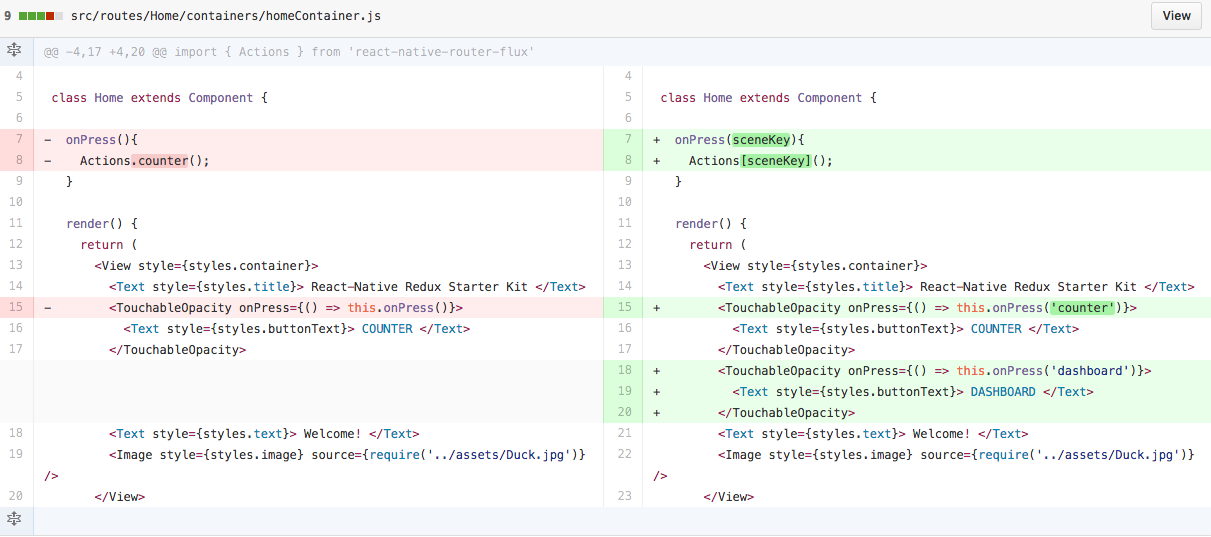 9 src/routes/Home/containers/homeContainer.js View
@@ -4,17 +4,20 @@ import { Actions } from 'react-native-router-flux'
4
5 class Home extends Component {
6
7 - onPress(){
8 - Actions.counter();
9 }
10
11 render() {
12 return (
13 <View style={styles.container}>
14 <Text style={styles.title}> React-Native Redux Starter Kit </Text>
15 - <TouchableOpacity onPress={() => this.onPress()}>
16 <Text style={styles.buttonText}> COUNTER </Text>
17 </TouchableOpacity>
18 <Text style={styles.text}> Welcome! </Text>
19 <Image style={styles.image} source={require('../assets/Duck.jpg')}
/>
20 </View>
4
5 class Home extends Component {
6
7 + onPress(sceneKey){
8 + Actions[sceneKey]();
9 }
10
11 render() {
12 return (
13 <View style={styles.container}>
14 <Text style={styles.title}> React-Native Redux Starter Kit </Text>
15 + <TouchableOpacity onPress={() => this.onPress('counter')}>
16 <Text style={styles.buttonText}> COUNTER </Text>
17 </TouchableOpacity>
18 + <TouchableOpacity onPress={() => this.onPress('dashboard')}>
19 + <Text style={styles.buttonText}> DASHBOARD </Text>
20 + </TouchableOpacity>
21 <Text style={styles.text}> Welcome! </Text>
22 <Image style={styles.image} source={require('../assets/Duck.jpg')}
/>
23 </View>